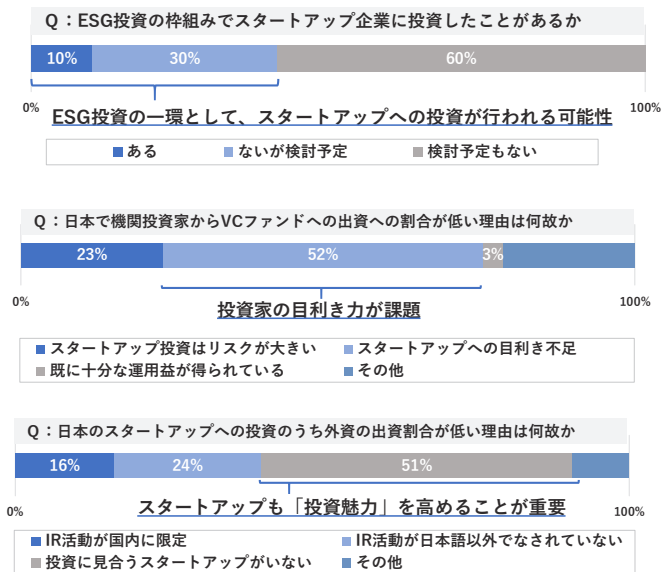 Q：ESG投資の枠組みでスタートアップ企業に投資したことがあるか
10% 30% 60%
0% 100%
ESG投資の一環として、スタートアップへの投資が行われる可能性
ある ないが検討予定 検討予定もない
Q：日本で機関投資家からVCファンドへの出資への割合が低い理由は何故か
23% 52% 3%
0% 100%
投資家の目利き力が課題
スタートアップ投資はリスクが大きい スタートアップへの目利き不足
既に十分な運用益が得られている その他
Q：日本のスタートアップへの投資のうち外資の出資割合が低い理由は何故か
16% 24% 51%
0% 100%
スタートアップも「投資魅力」を高めることが重要
IR活動が国内に限定 IR活動が日本語以外でなされていない
投資に見合うスタートアップがいない その他